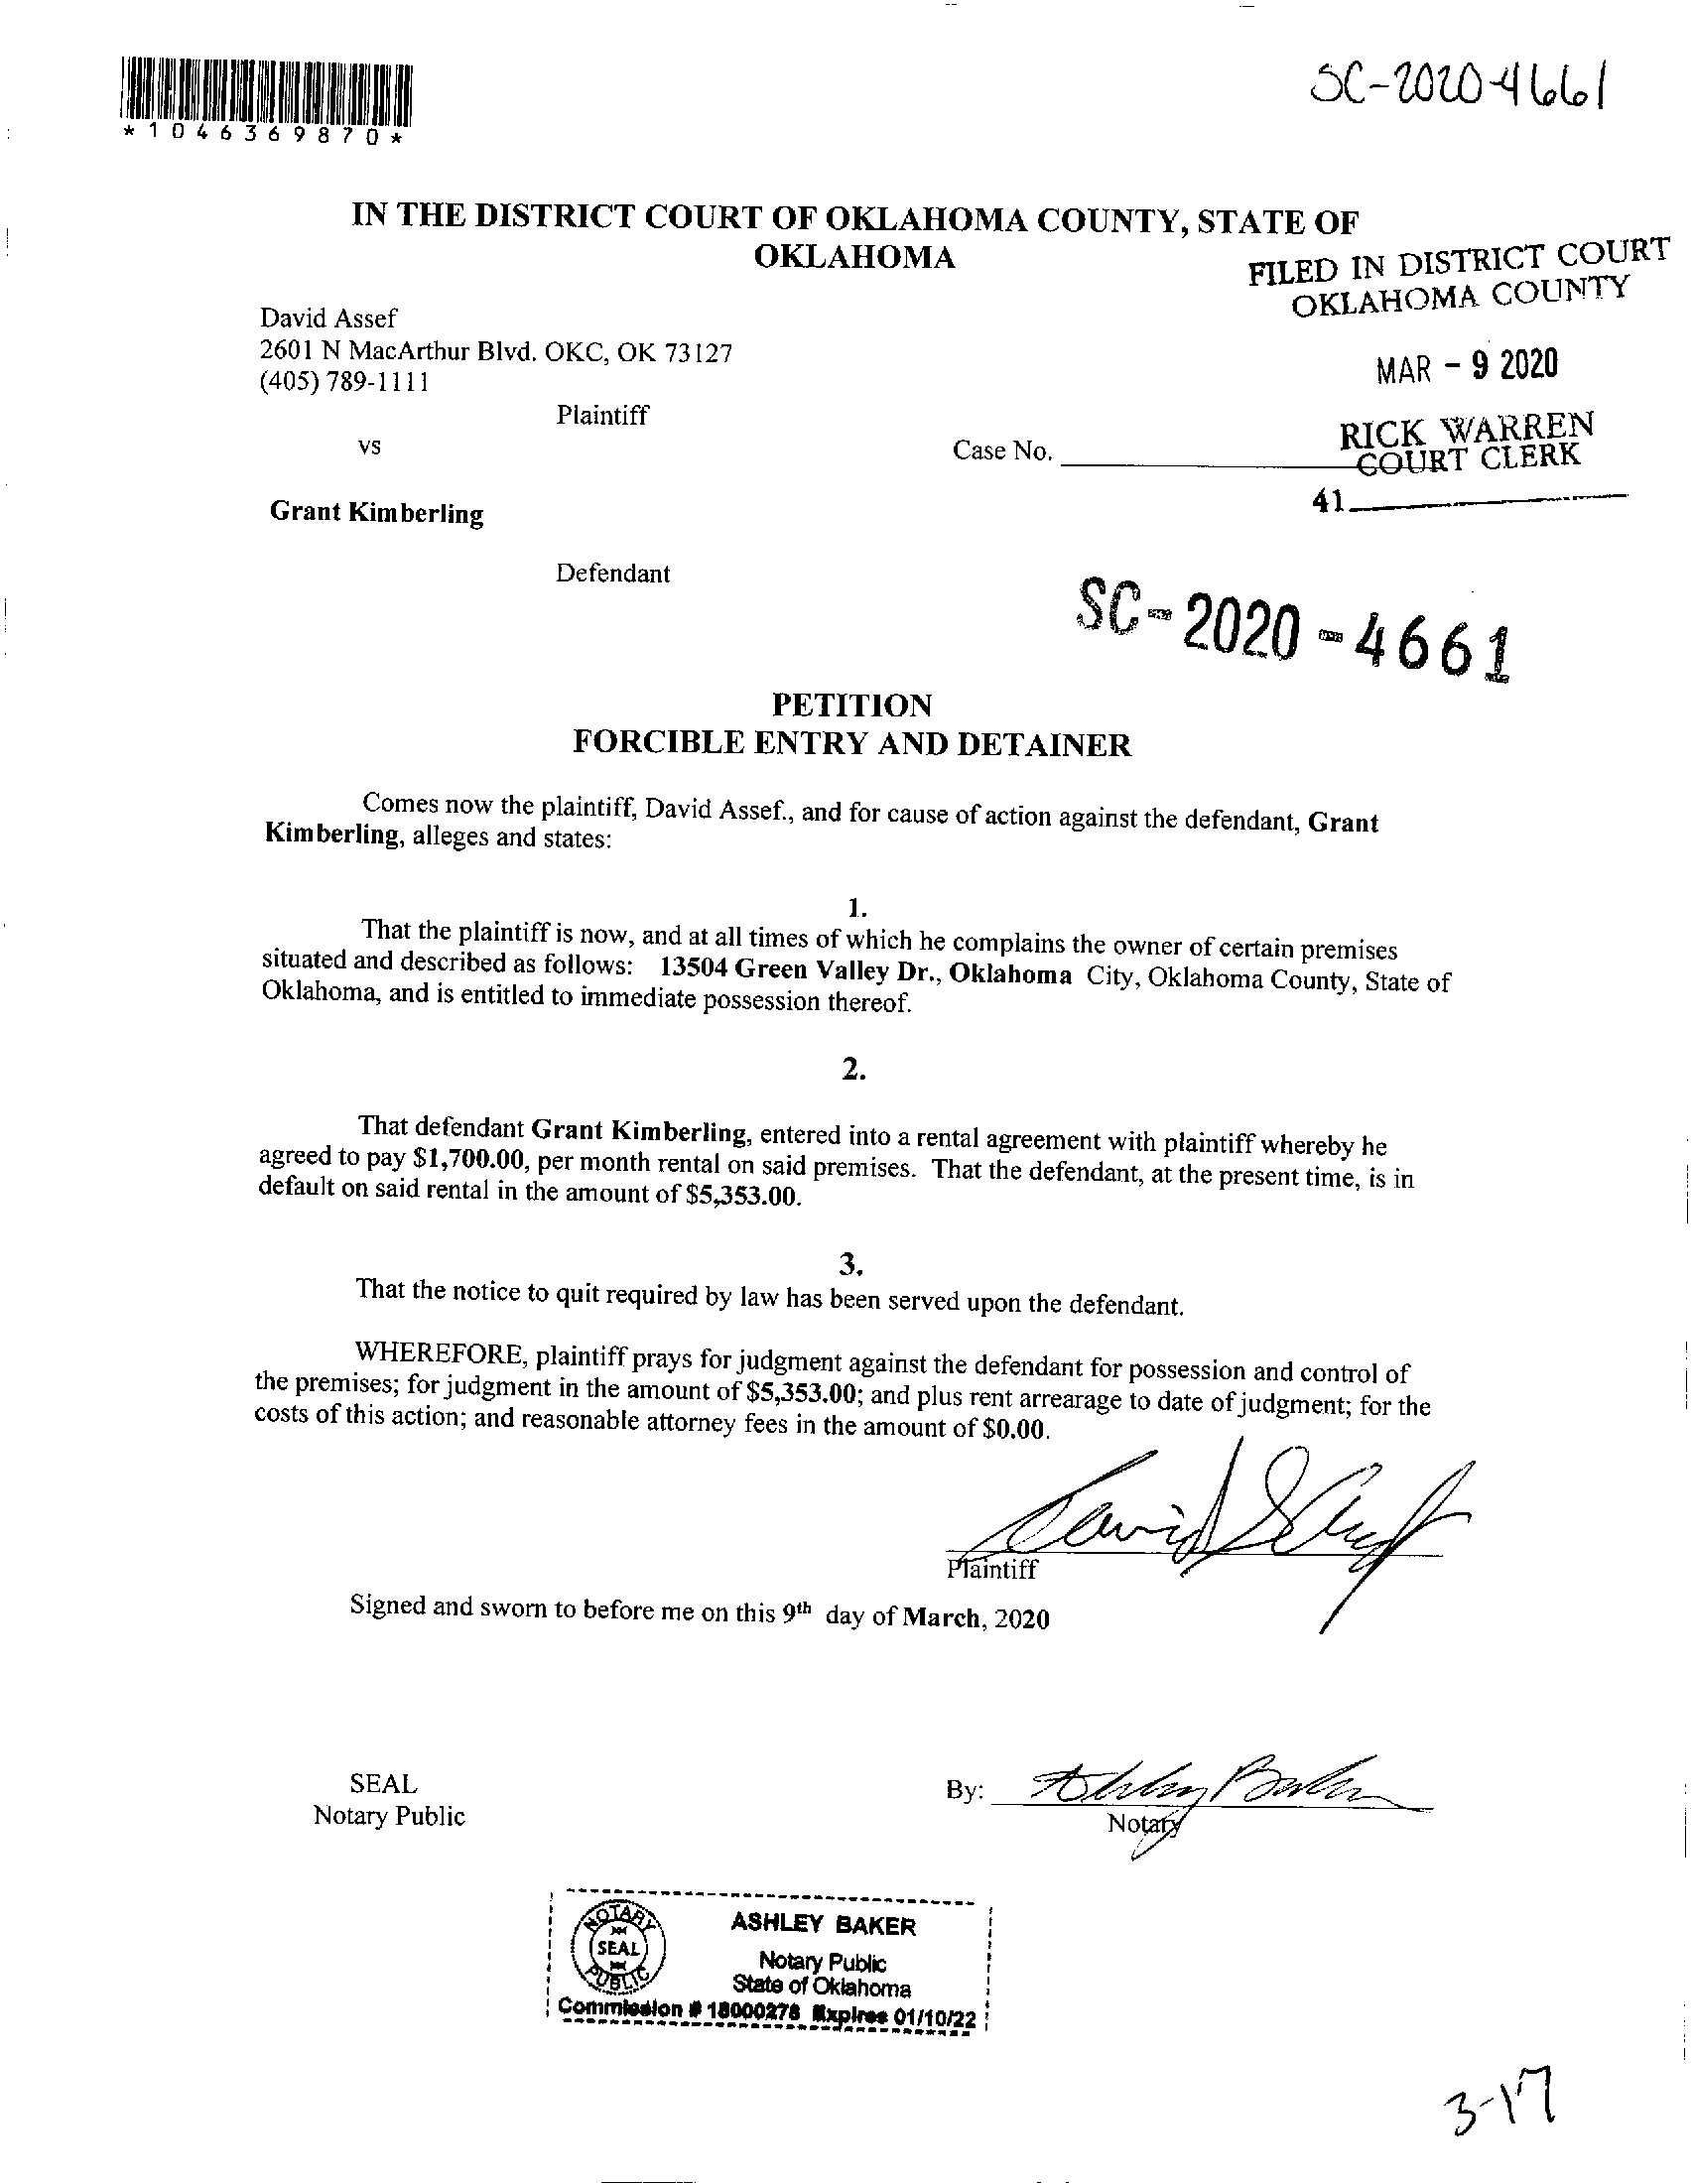 SC-2020-4661
*1046369870*
IN THE DISTRICT COURT OF OKLAHOMA COUNTY, STATE OF
OKLAHOMA
FILED IN DISTRICT COURT
OKLAHOMA COUNTY
MAR - 9 2020
RICK WARREN
COURT CLERK
41
David Assef
2601 N MacArthur Blvd. OKC, OK 73127
(405) 789-1111
Plaintiff
vs
Case No.
Grant Kimberling
Defendant
SC-2020-4661
PETITION
FORCIBLE ENTRY AND DETAINER
Comes now the plaintiff, David Assef., and for cause of action against the defendant, Grant
Kimberling, alleges and states:
1.
That the plaintiff is now, and at all times of which he complains the owner of certain premises
situated and described as follows: 13504 Green Valley Dr., Oklahoma City, Oklahoma County, State of
Oklahoma, and is entitled to immediate possession thereof.
2.
That defendant Grant Kimberling, entered into a rental agreement with plaintiff whereby he
agreed to pay $1,700.00, per month rental on said premises. That the defendant, at the present time, is in
default on said rental in the amount of $5,353.00.
3.
That the notice to quit required by law has been served upon the defendant.
WHEREFORE, plaintiff prays for judgment against the defendant for possession and control of
the premises; for judgment in the amount of $5,353.00; and plus rent arrearage to date of judgment; for the
costs of this action; and reasonable attorney fees in the amount of $0.00.
Plaintiff
Signed and sworn to before me on this 9th day of March, 2020
SEAL
Notary Public
By: Ashley Baker
Notary
NOTARY
SEAL
PUBLIC
ASHLEY BAKER
Notary Public
State of Oklahoma
Commission # 18000278 Expires 01/10/22
3-17